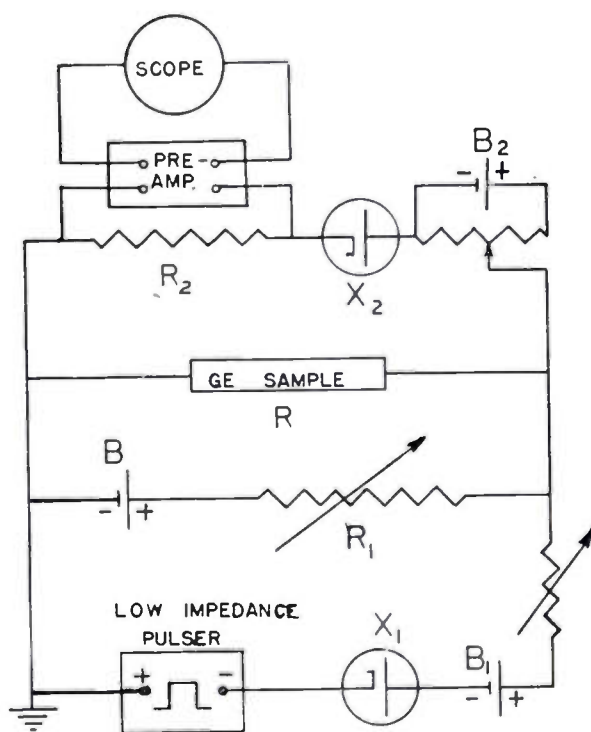 SCOPE
PRE-
AMP.
B2
- +
R2
X2
GE SAMPLE
R
B
- +
R1
LOW IMPEDANCE
PULSER
+ -
X1
B1
- +